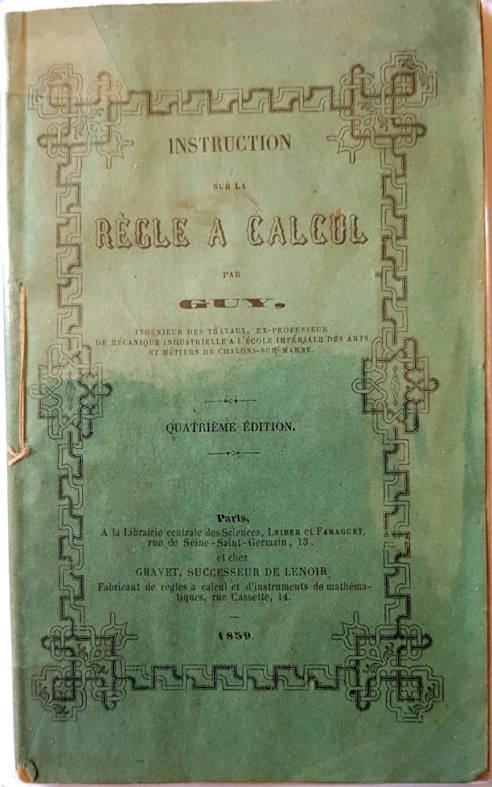 INSTRUCTION
SUR LA
RÈGLE A CALCUL
PAR
GUY,
INGÉNIEUR DES TRAVAUX, EX-PROFESSEUR
DE MÉCANIQUE INDUSTRIELLE A L'ÉCOLE IMPÉRIALE DES ARTS
ET MÉTIERS DE CHALONS-SUR-MARNE.
QUATRIÈME ÉDITION.
Paris,
A la Librairie centrale des Sciences, LEIBER et FARAGUET,
rue de Seine-Saint-Germain, 13.
et chez
GRAVET, SUCCESSEUR DE LENOIR
Fabricant de règles à calcul et d'instruments de mathéma-
tiques, rue Cassette, 14.
1859.